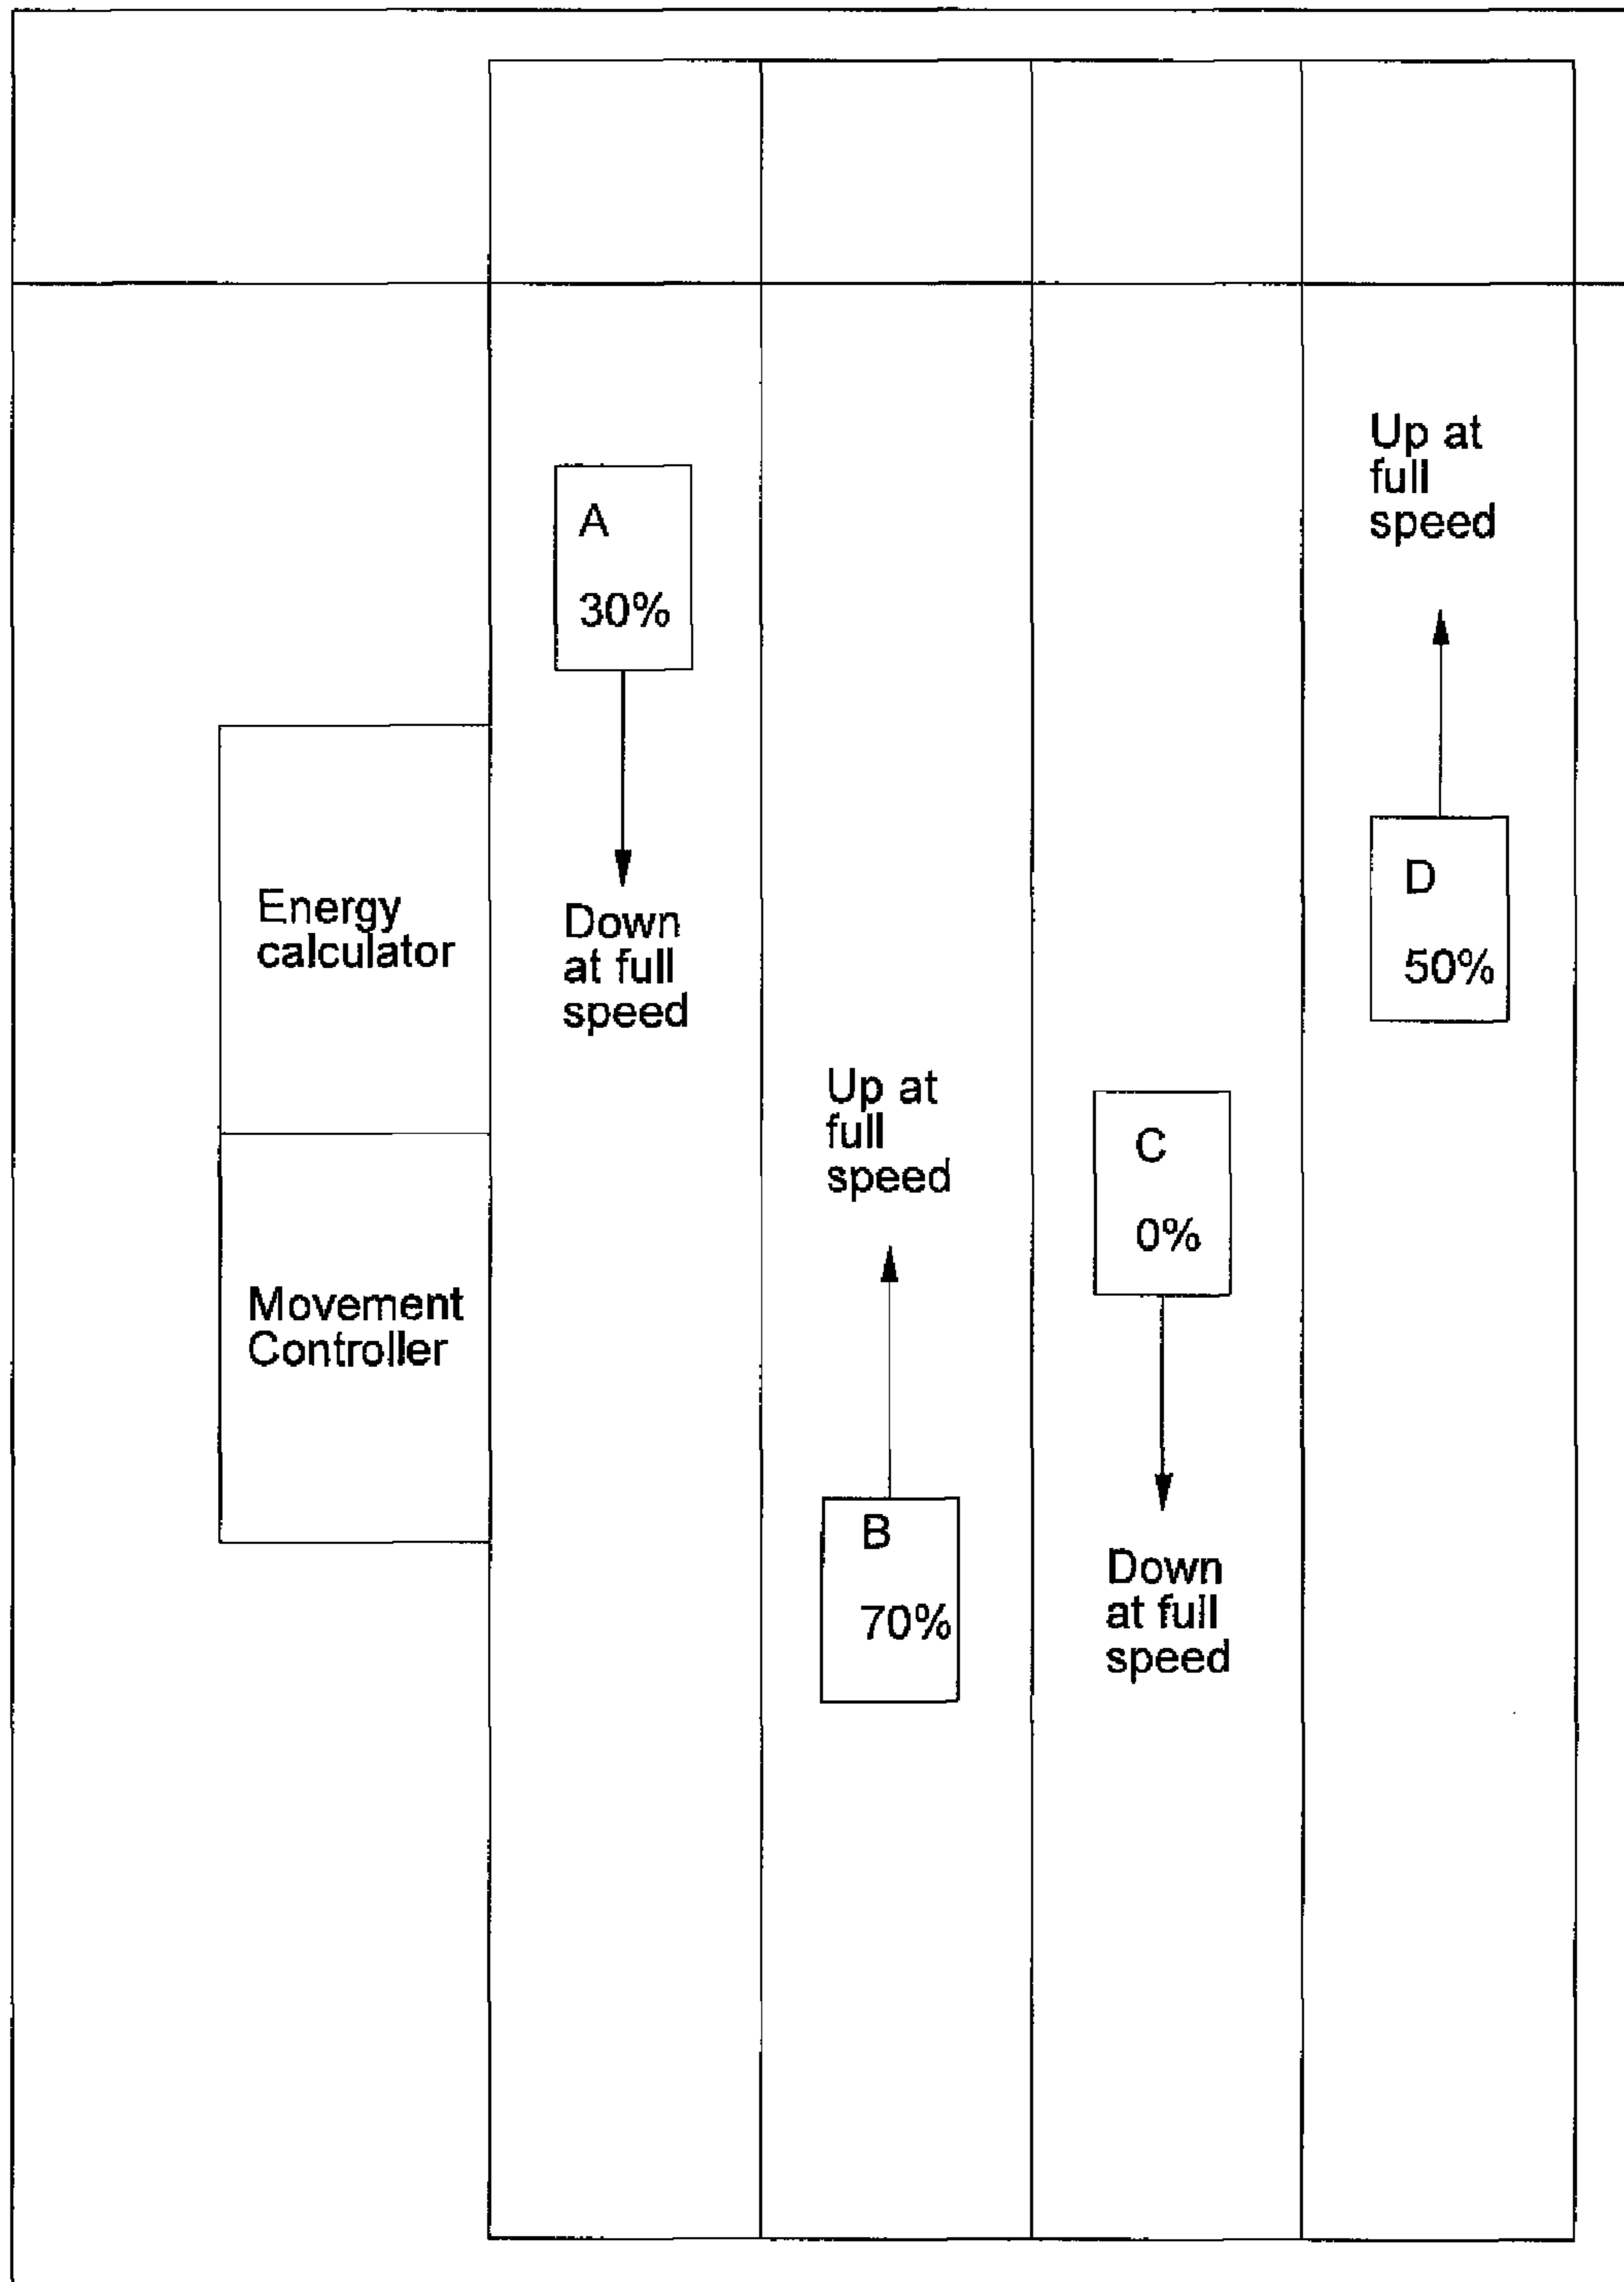 Up at
full
speed
A
30%
D
50%
Energy
calculator
Down
at full
speed
Up at
full
speed
C
0%
Movement
Controller
B
70%
Down
at full
speed